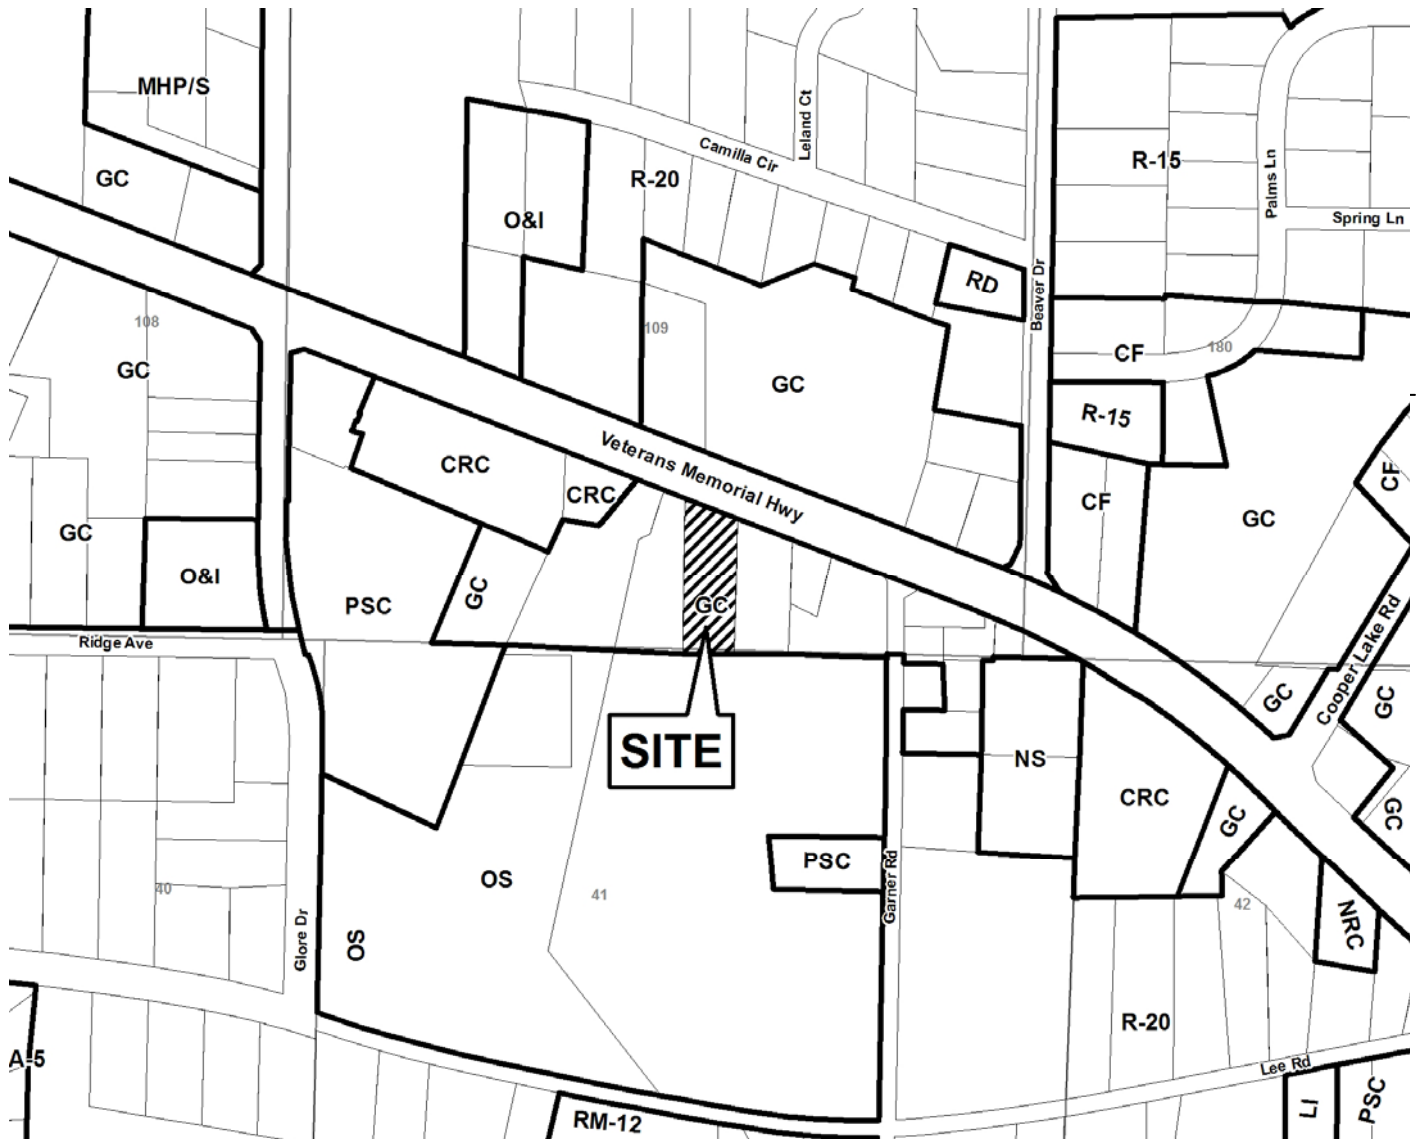 MHP/S
GC
Leland Ct
Camilla Cir
R-20
O&I
R-15
Palms Ln
Spring Ln
RD
Beaver Dr
108
109
180
GC
GC
CF
R-15
CRC
CRC
Veterans Memorial Hwy
CF
CF
GC
GC
O&I
PSC
GC
GC
Ridge Ave
Cooper Lake Rd
GC
GC
SITE
NS
CRC
GC
GC
PSC
OS
40
41
42
Garner Rd
NRC
Glore Dr
OS
R-20
A-5
Lee Rd
RM-12
LI
PSC